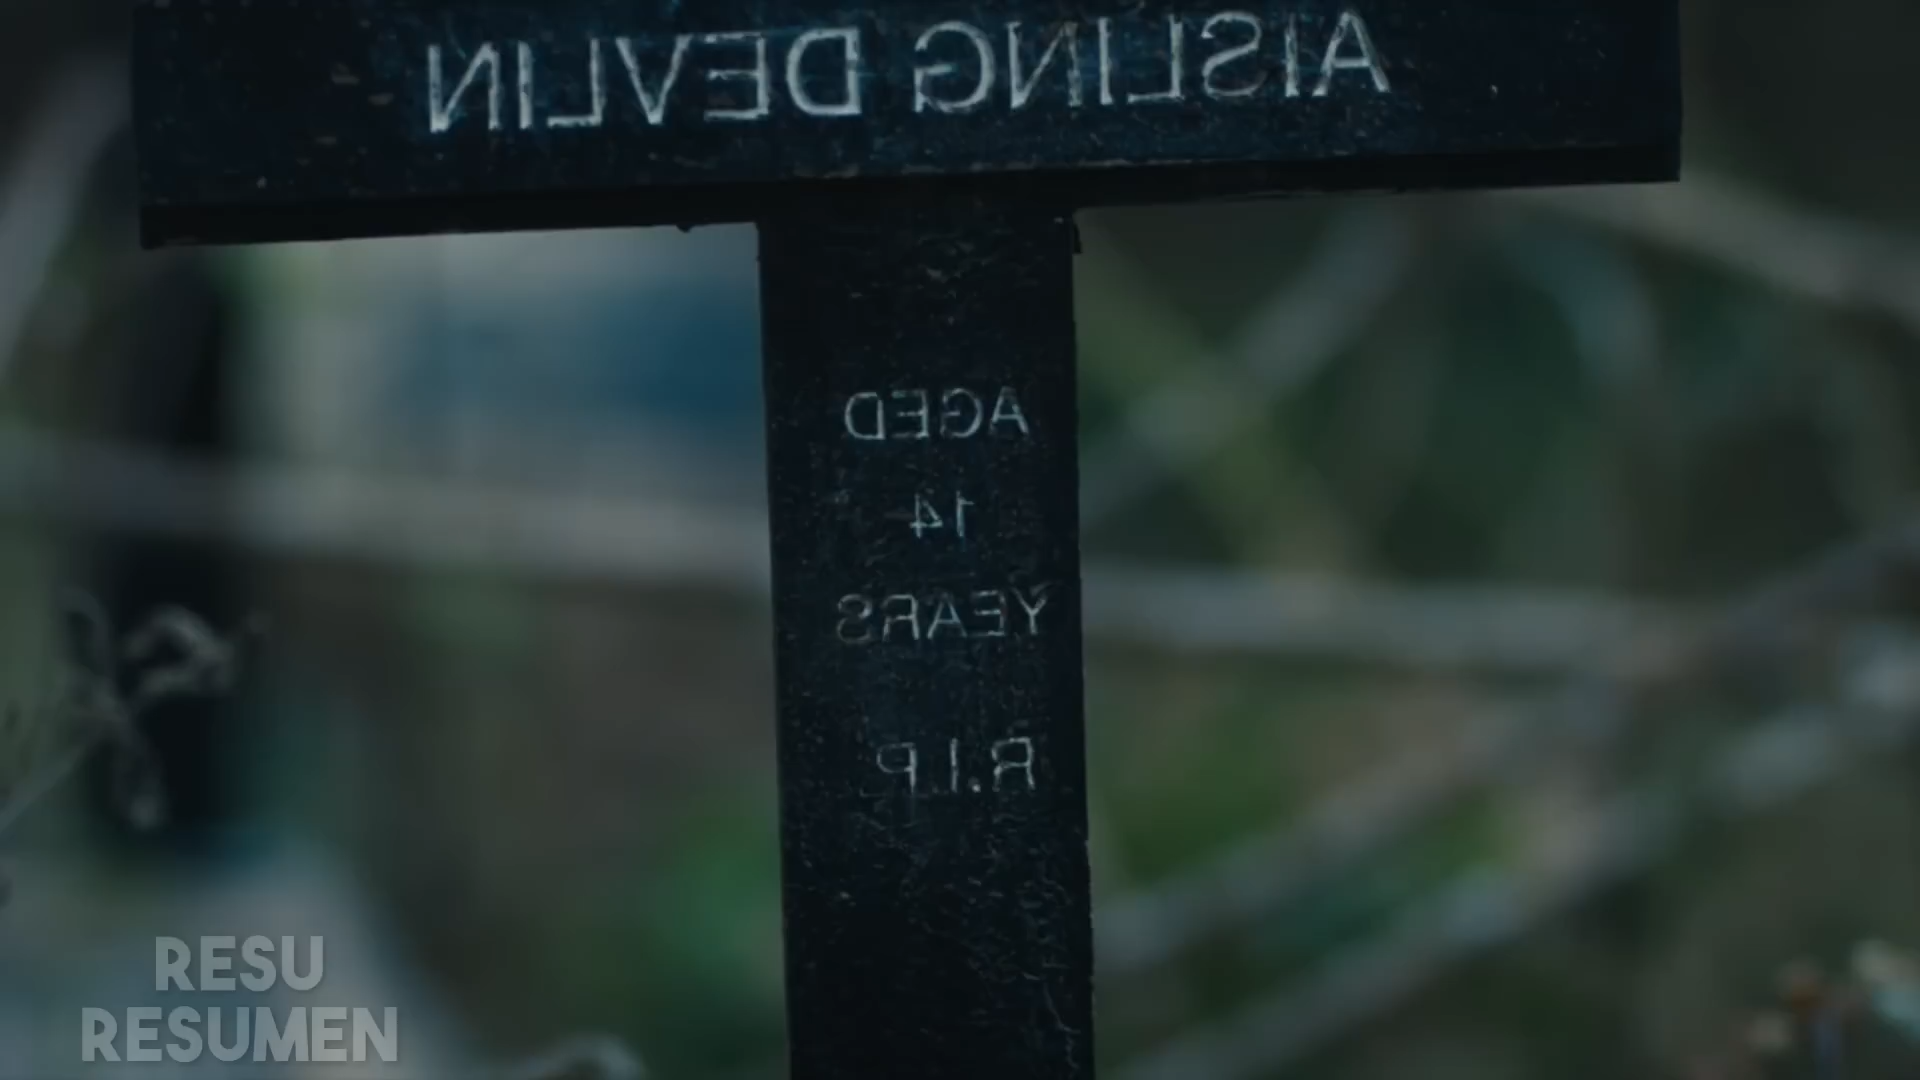 AISLING DEVLIN
AGED
14
YEARS
R.I.P
RESU
RESUMEN